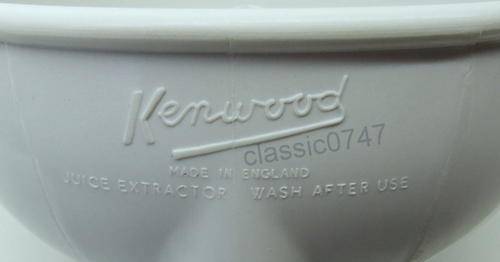 Kenwood
classic0747
MADE IN ENGLAND
JUICE EXTRACTOR WASH AFTER USE